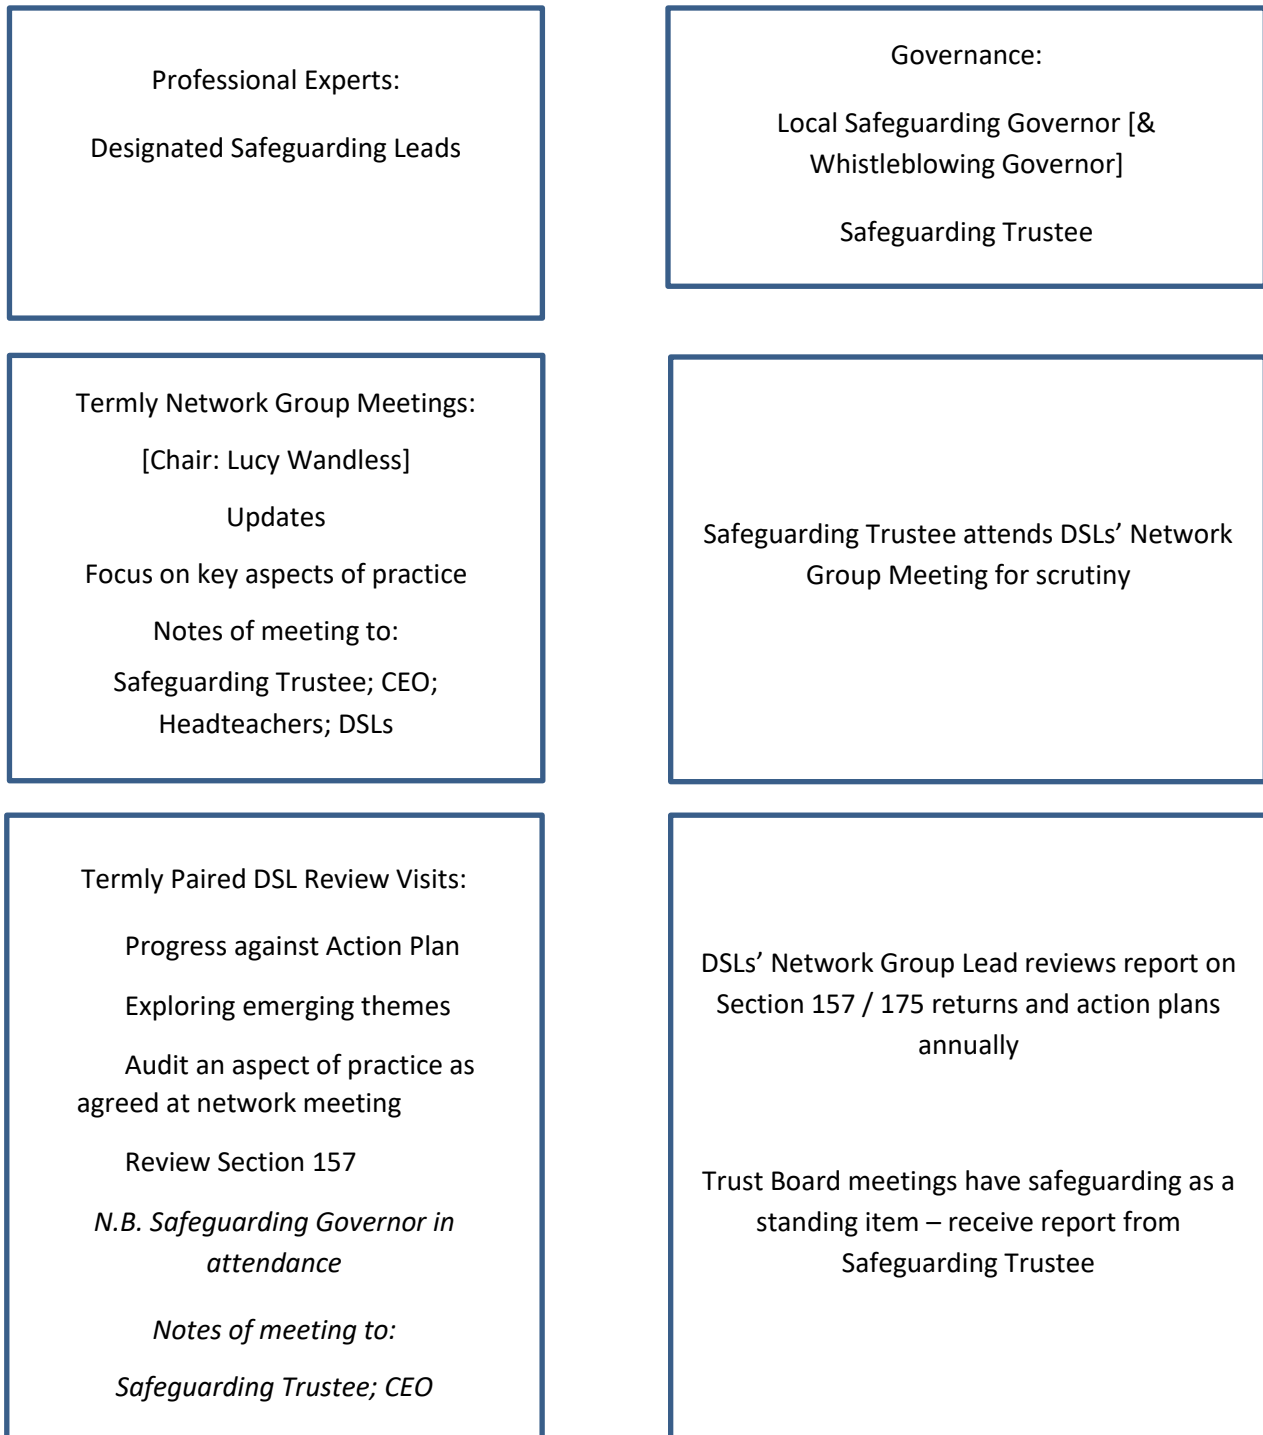 Professional Experts:
Designated Safeguarding Leads
Governance:
Local Safeguarding Governor [&
Whistleblowing Governor]
Safeguarding Trustee
Termly Network Group Meetings:
[Chair: Lucy Wandless]
Updates
Focus on key aspects of practice
Notes of meeting to:
Safeguarding Trustee; CEO;
Headteachers; DSLs
Safeguarding Trustee attends DSLs’ Network
Group Meeting for scrutiny
Termly Paired DSL Review Visits:
Progress against Action Plan
Exploring emerging themes
Audit an aspect of practice as
agreed at network meeting
Review Section 157
N.B. Safeguarding Governor in
attendance
Notes of meeting to:
Safeguarding Trustee; CEO
DSLs’ Network Group Lead reviews report on
Section 157 / 175 returns and action plans
annually
Trust Board meetings have safeguarding as a
standing item – receive report from
Safeguarding Trustee